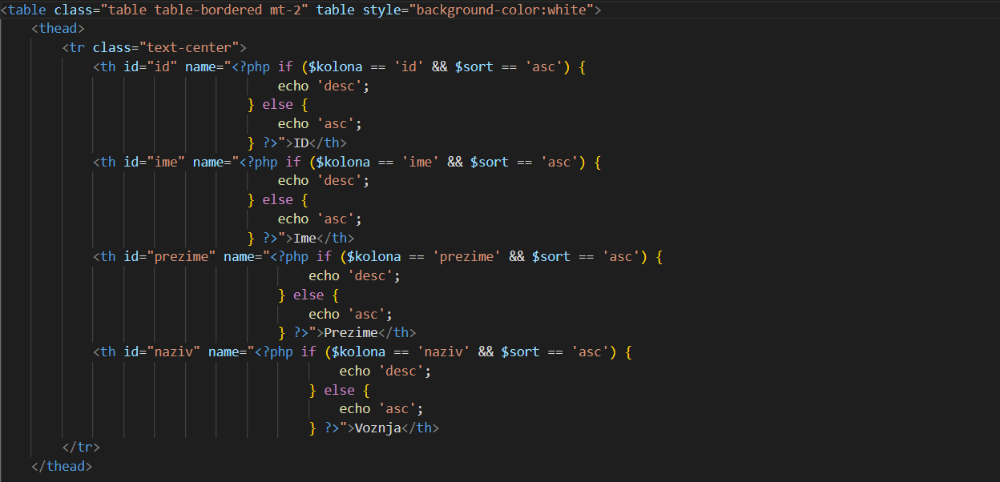 <table class="table table-bordered mt-2" table style="background-color:white">
    <thead>
        <tr class="text-center">
            <th id="id" name="<?php if ($kolona == 'id' && $sort == 'asc') {
                                    echo 'desc';
                                } else {
                                    echo 'asc';
                                } ?>">ID</th>
            <th id="ime" name="<?php if ($kolona == 'ime' && $sort == 'asc') {
                                    echo 'desc';
                                } else {
                                    echo 'asc';
                                } ?>">Ime</th>
            <th id="prezime" name="<?php if ($kolona == 'prezime' && $sort == 'asc') {
                                        echo 'desc';
                                    } else {
                                        echo 'asc';
                                    } ?>">Prezime</th>
            <th id="naziv" name="<?php if ($kolona == 'naziv' && $sort == 'asc') {
                                            echo 'desc';
                                        } else {
                                            echo 'asc';
                                        } ?>">Voznja</th>
        </tr>
    </thead>